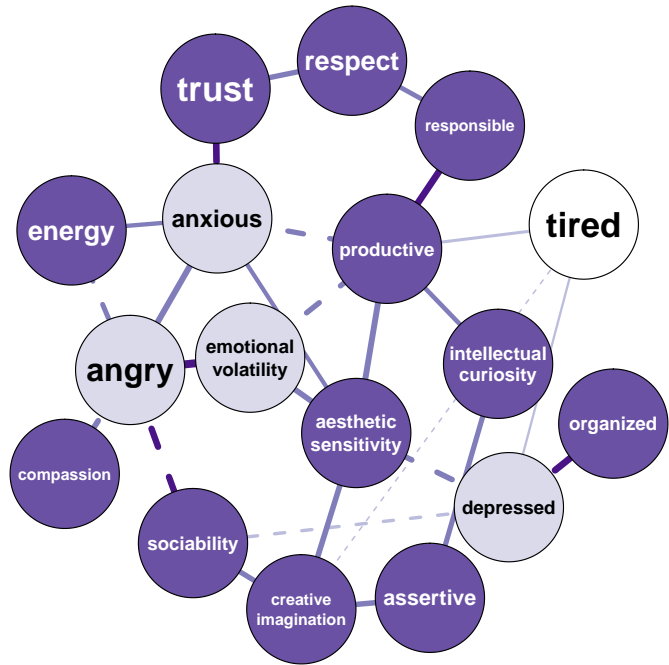 respect
trust
responsible
anxious
tired
energy
productive
emotional
volatility
intellectual
curiosity
angry
aesthetic
sensitivity
organized
compassion
depressed
sociability
creative
imagination
assertive